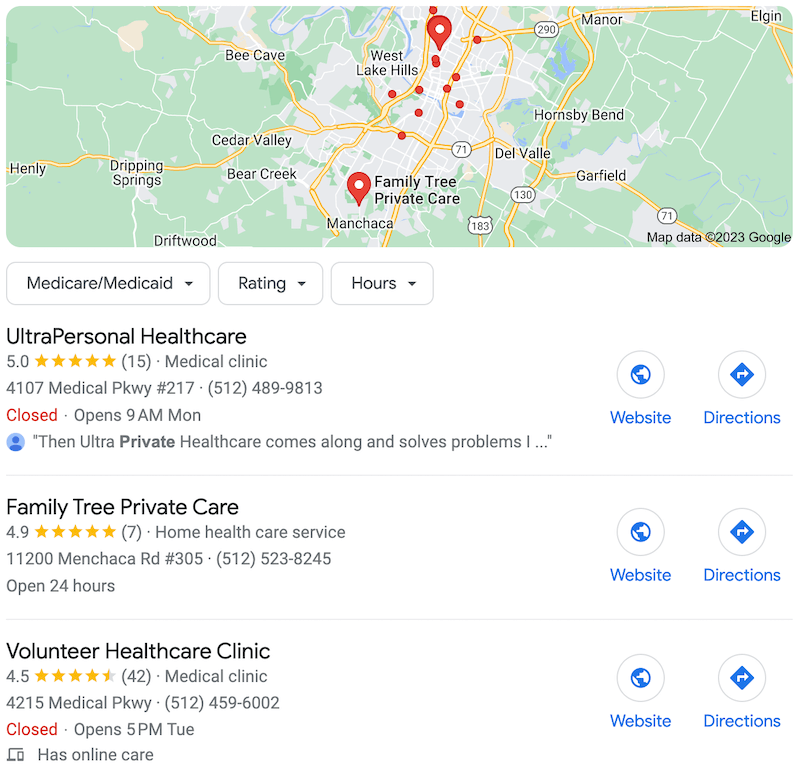 Elgin
Manor
290
Bee Cave
West
Lake Hills
Hornsby Bend
Cedar Valley
71
Del Valle
Henly
Dripping
Springs
Bear Creek
Garfield
Family Tree
Private Care
130
Manchaca
183
71
Driftwood
Map data ©2023 Google
Medicare/Medicaid Rating Hours
UltraPersonal Healthcare
5.0 (15) · Medical clinic
4107 Medical Pkwy #217 · (512) 489-9813
Closed · Opens 9 AM Mon
"Then Ultra Private Healthcare comes along and solves problems I ..."
Website Directions
Family Tree Private Care
4.9 (7) · Home health care service
11200 Menchaca Rd #305 · (512) 523-8245
Open 24 hours
Website Directions
Volunteer Healthcare Clinic
4.5 (42) · Medical clinic
4215 Medical Pkwy · (512) 459-6002
Closed · Opens 5 PM Tue
Has online care
Website Directions